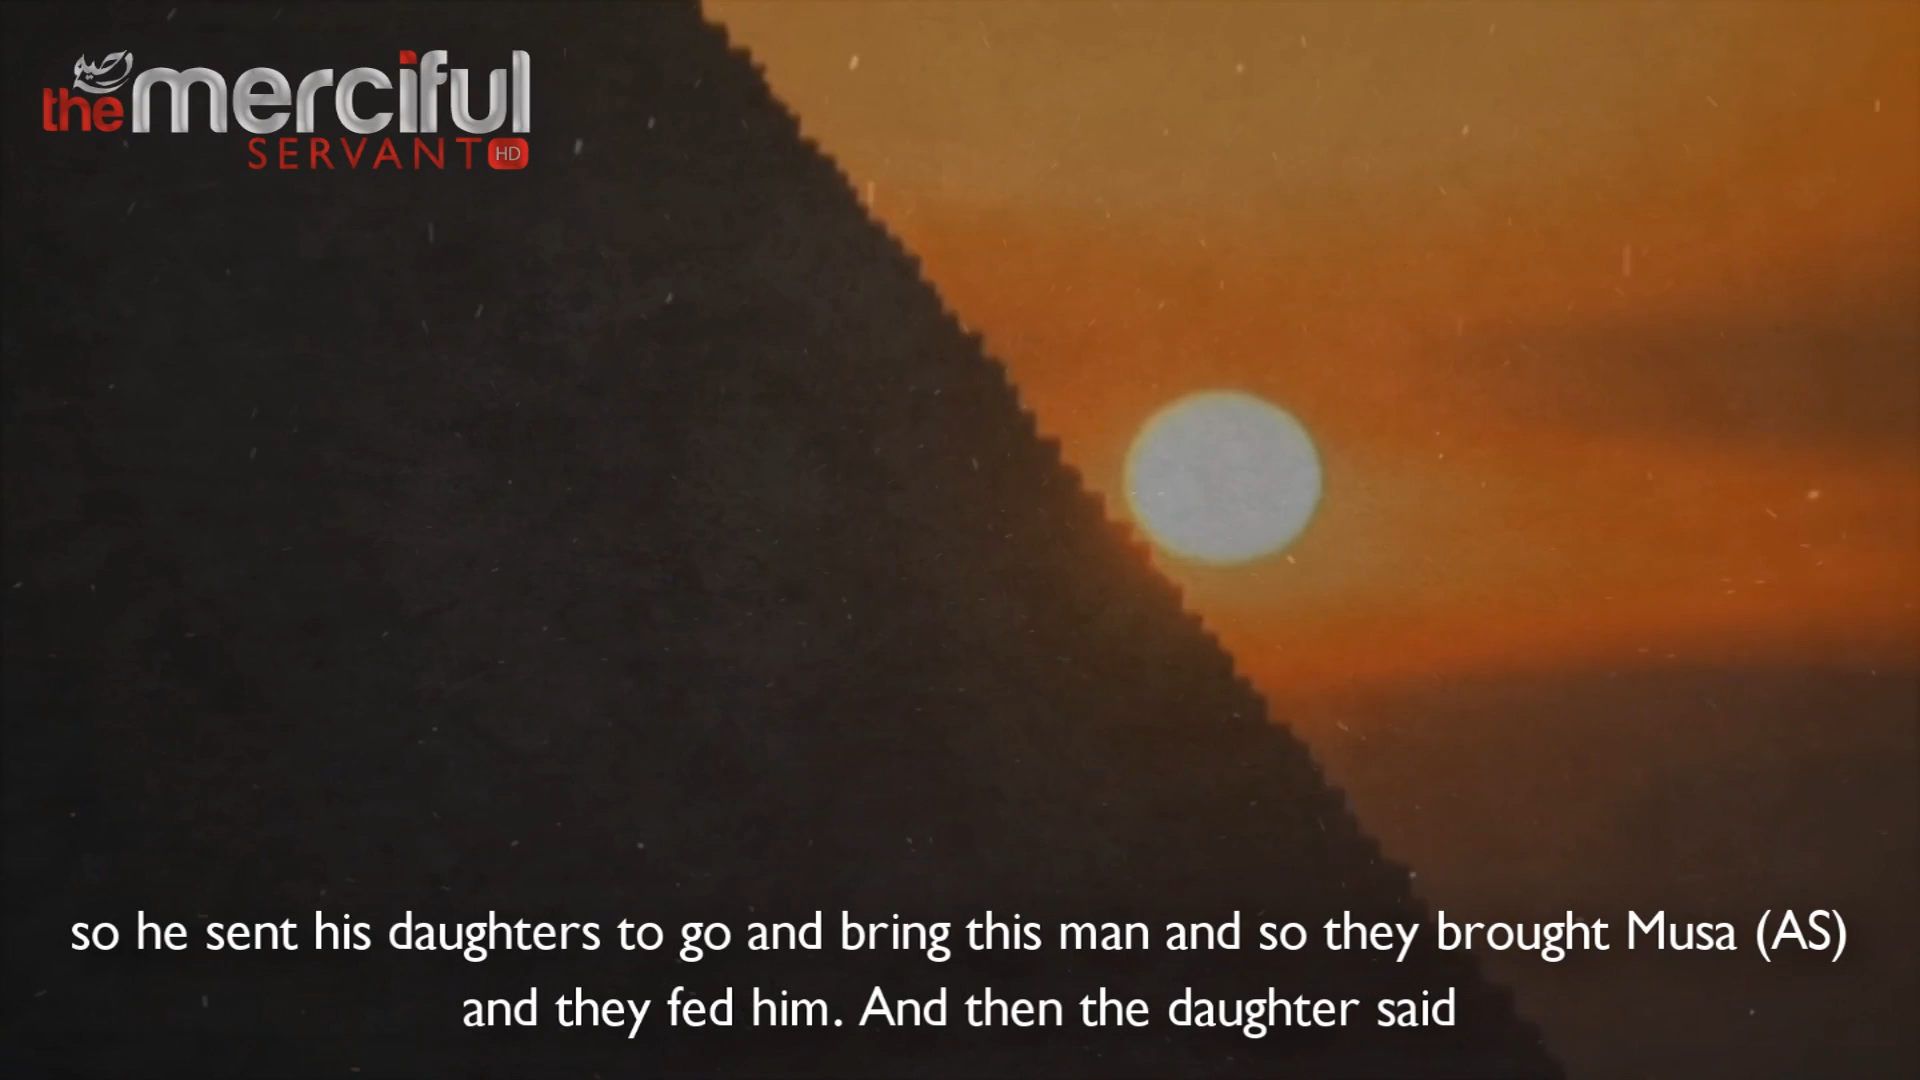 رحيم
the merciful
SERVANT HD
so he sent his daughters to go and bring this man and so they brought Musa (AS)
and they fed him. And then the daughter said